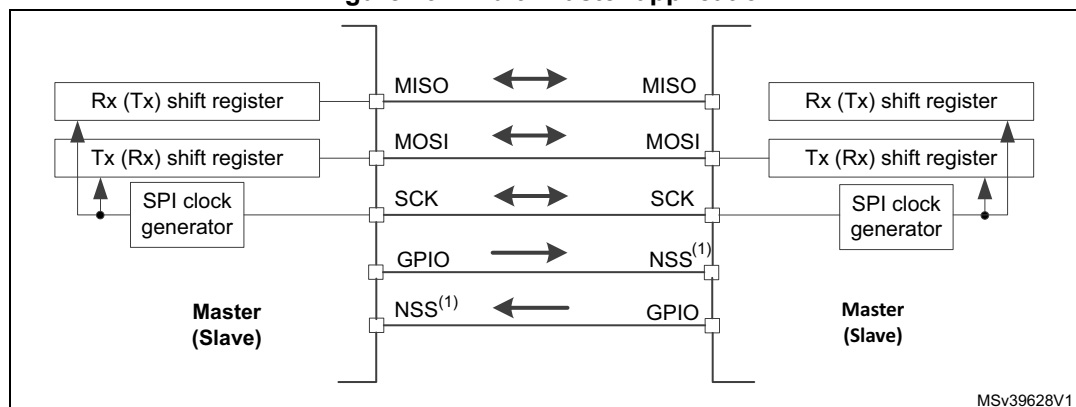 MISO MISO
Rx (Tx) shift register Rx (Tx) shift register
MOSI MOSI
Tx (Rx) shift register Tx (Rx) shift register
SCK SCK
SPI clock generator SPI clock generator
GPIO NSS(1)
NSS(1) GPIO
Master (Slave) Master (Slave)
MSv39628V1